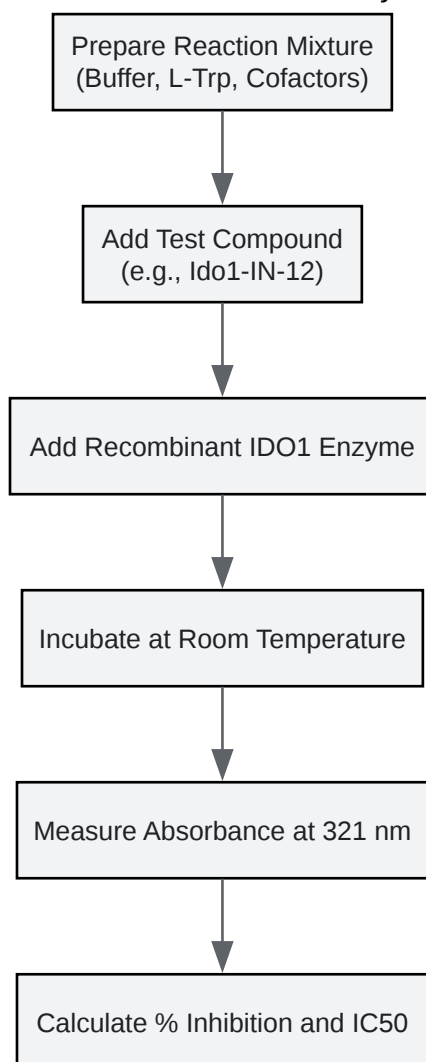 Prepare Reaction Mixture
(Buffer, L-Trp, Cofactors)
Add Test Compound
(e.g., Ido1-IN-12)
Add Recombinant IDO1 Enzyme
Incubate at Room Temperature
Measure Absorbance at 321 nm
Calculate % Inhibition and IC50